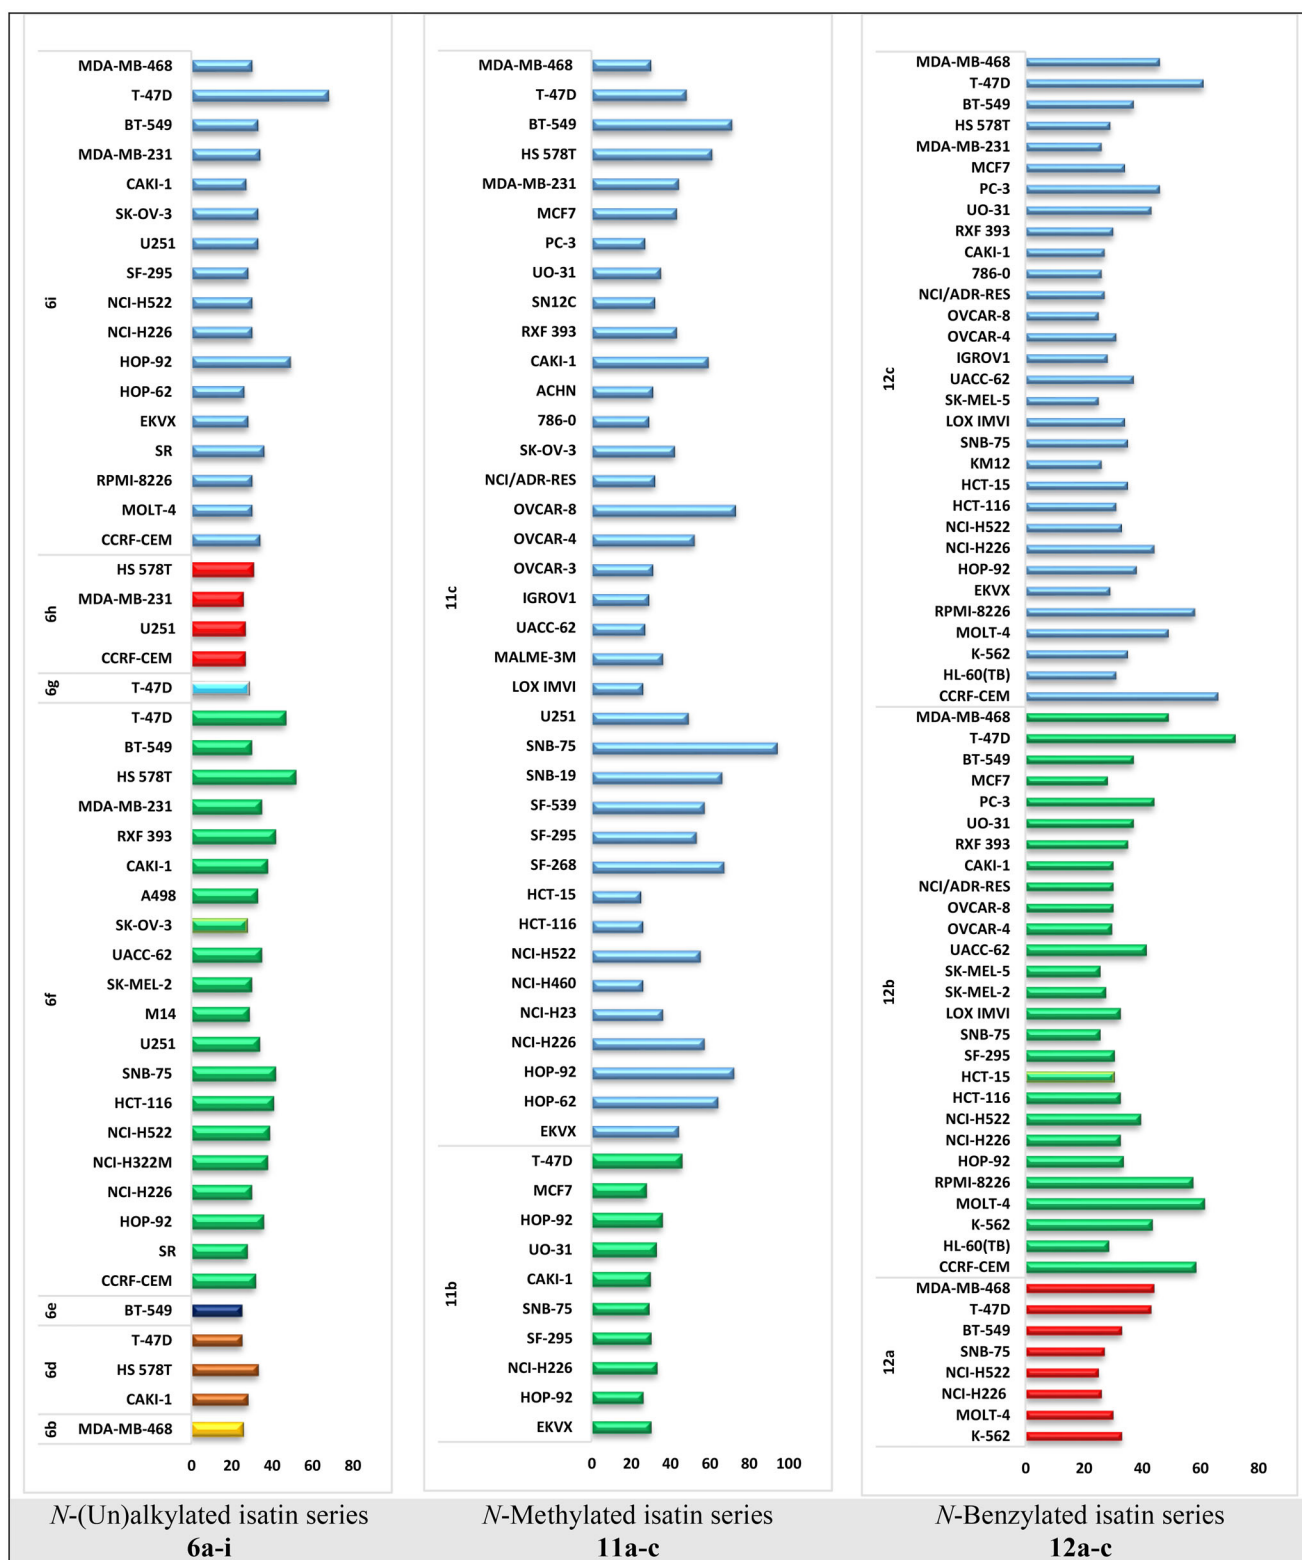 6i
MDA-MB-468
T-47D
BT-549
MDA-MB-231
CAKI-1
SK-OV-3
U251
SF-295
NCI-H522
NCI-H226
HOP-92
HOP-62
EKVX
SR
RPMI-8226
MOLT-4
CCRF-CEM
6h
HS 578T
MDA-MB-231
U251
CCRF-CEM
6g
T-47D
6f
T-47D
BT-549
HS 578T
MDA-MB-231
RXF 393
CAKI-1
A498
SK-OV-3
UACC-62
SK-MEL-2
M14
U251
SNB-75
HCT-116
NCI-H522
NCI-H322M
NCI-H226
HOP-92
SR
CCRF-CEM
6e
BT-549
6d
T-47D
HS 578T
CAKI-1
6b
MDA-MB-468
0 20 40 60 80
N-(Un)alkylated isatin series
6a-i
11c
MDA-MB-468
T-47D
BT-549
HS 578T
MDA-MB-231
MCF7
PC-3
UO-31
SN12C
RXF 393
CAKI-1
ACHN
786-0
SK-OV-3
NCI/ADR-RES
OVCAR-8
OVCAR-4
OVCAR-3
IGROV1
UACC-62
MALME-3M
LOX IMVI
U251
SNB-75
SNB-19
SF-539
SF-295
SF-268
HCT-15
HCT-116
NCI-H522
NCI-H460
NCI-H23
NCI-H226
HOP-92
HOP-62
EKVX
11b
T-47D
MCF7
HOP-92
UO-31
CAKI-1
SNB-75
SF-295
NCI-H226
HOP-92
EKVX
0 20 40 60 80 100
N-Methylated isatin series
11a-c
12c
MDA-MB-468
T-47D
BT-549
HS 578T
MDA-MB-231
MCF7
PC-3
UO-31
RXF 393
CAKI-1
786-0
NCI/ADR-RES
OVCAR-8
OVCAR-4
IGROV1
UACC-62
SK-MEL-5
LOX IMVI
SNB-75
KM12
HCT-15
HCT-116
NCI-H522
NCI-H226
HOP-92
EKVX
RPMI-8226
MOLT-4
K-562
HL-60(TB)
CCRF-CEM
12b
MDA-MB-468
T-47D
BT-549
MCF7
PC-3
UO-31
RXF 393
CAKI-1
NCI/ADR-RES
OVCAR-8
OVCAR-4
UACC-62
SK-MEL-5
SK-MEL-2
LOX IMVI
SNB-75
SF-295
HCT-15
HCT-116
NCI-H522
NCI-H226
HOP-92
RPMI-8226
MOLT-4
K-562
HL-60(TB)
CCRF-CEM
12a
MDA-MB-468
T-47D
BT-549
SNB-75
NCI-H522
NCI-H226
MOLT-4
K-562
0 20 40 60 80
N-Benzylated isatin series
12a-c